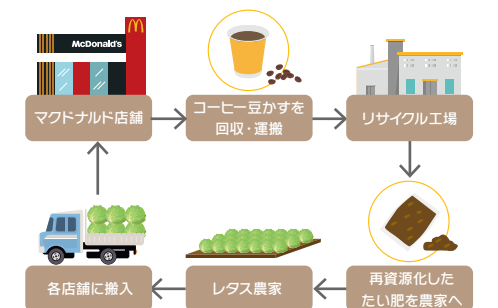 McDonald's
マクドナルド店舗
コーヒー豆かすを
回収・運搬
リサイクル工場
各店舗に搬入
レタス農家
再資源化した
たい肥を農家へ